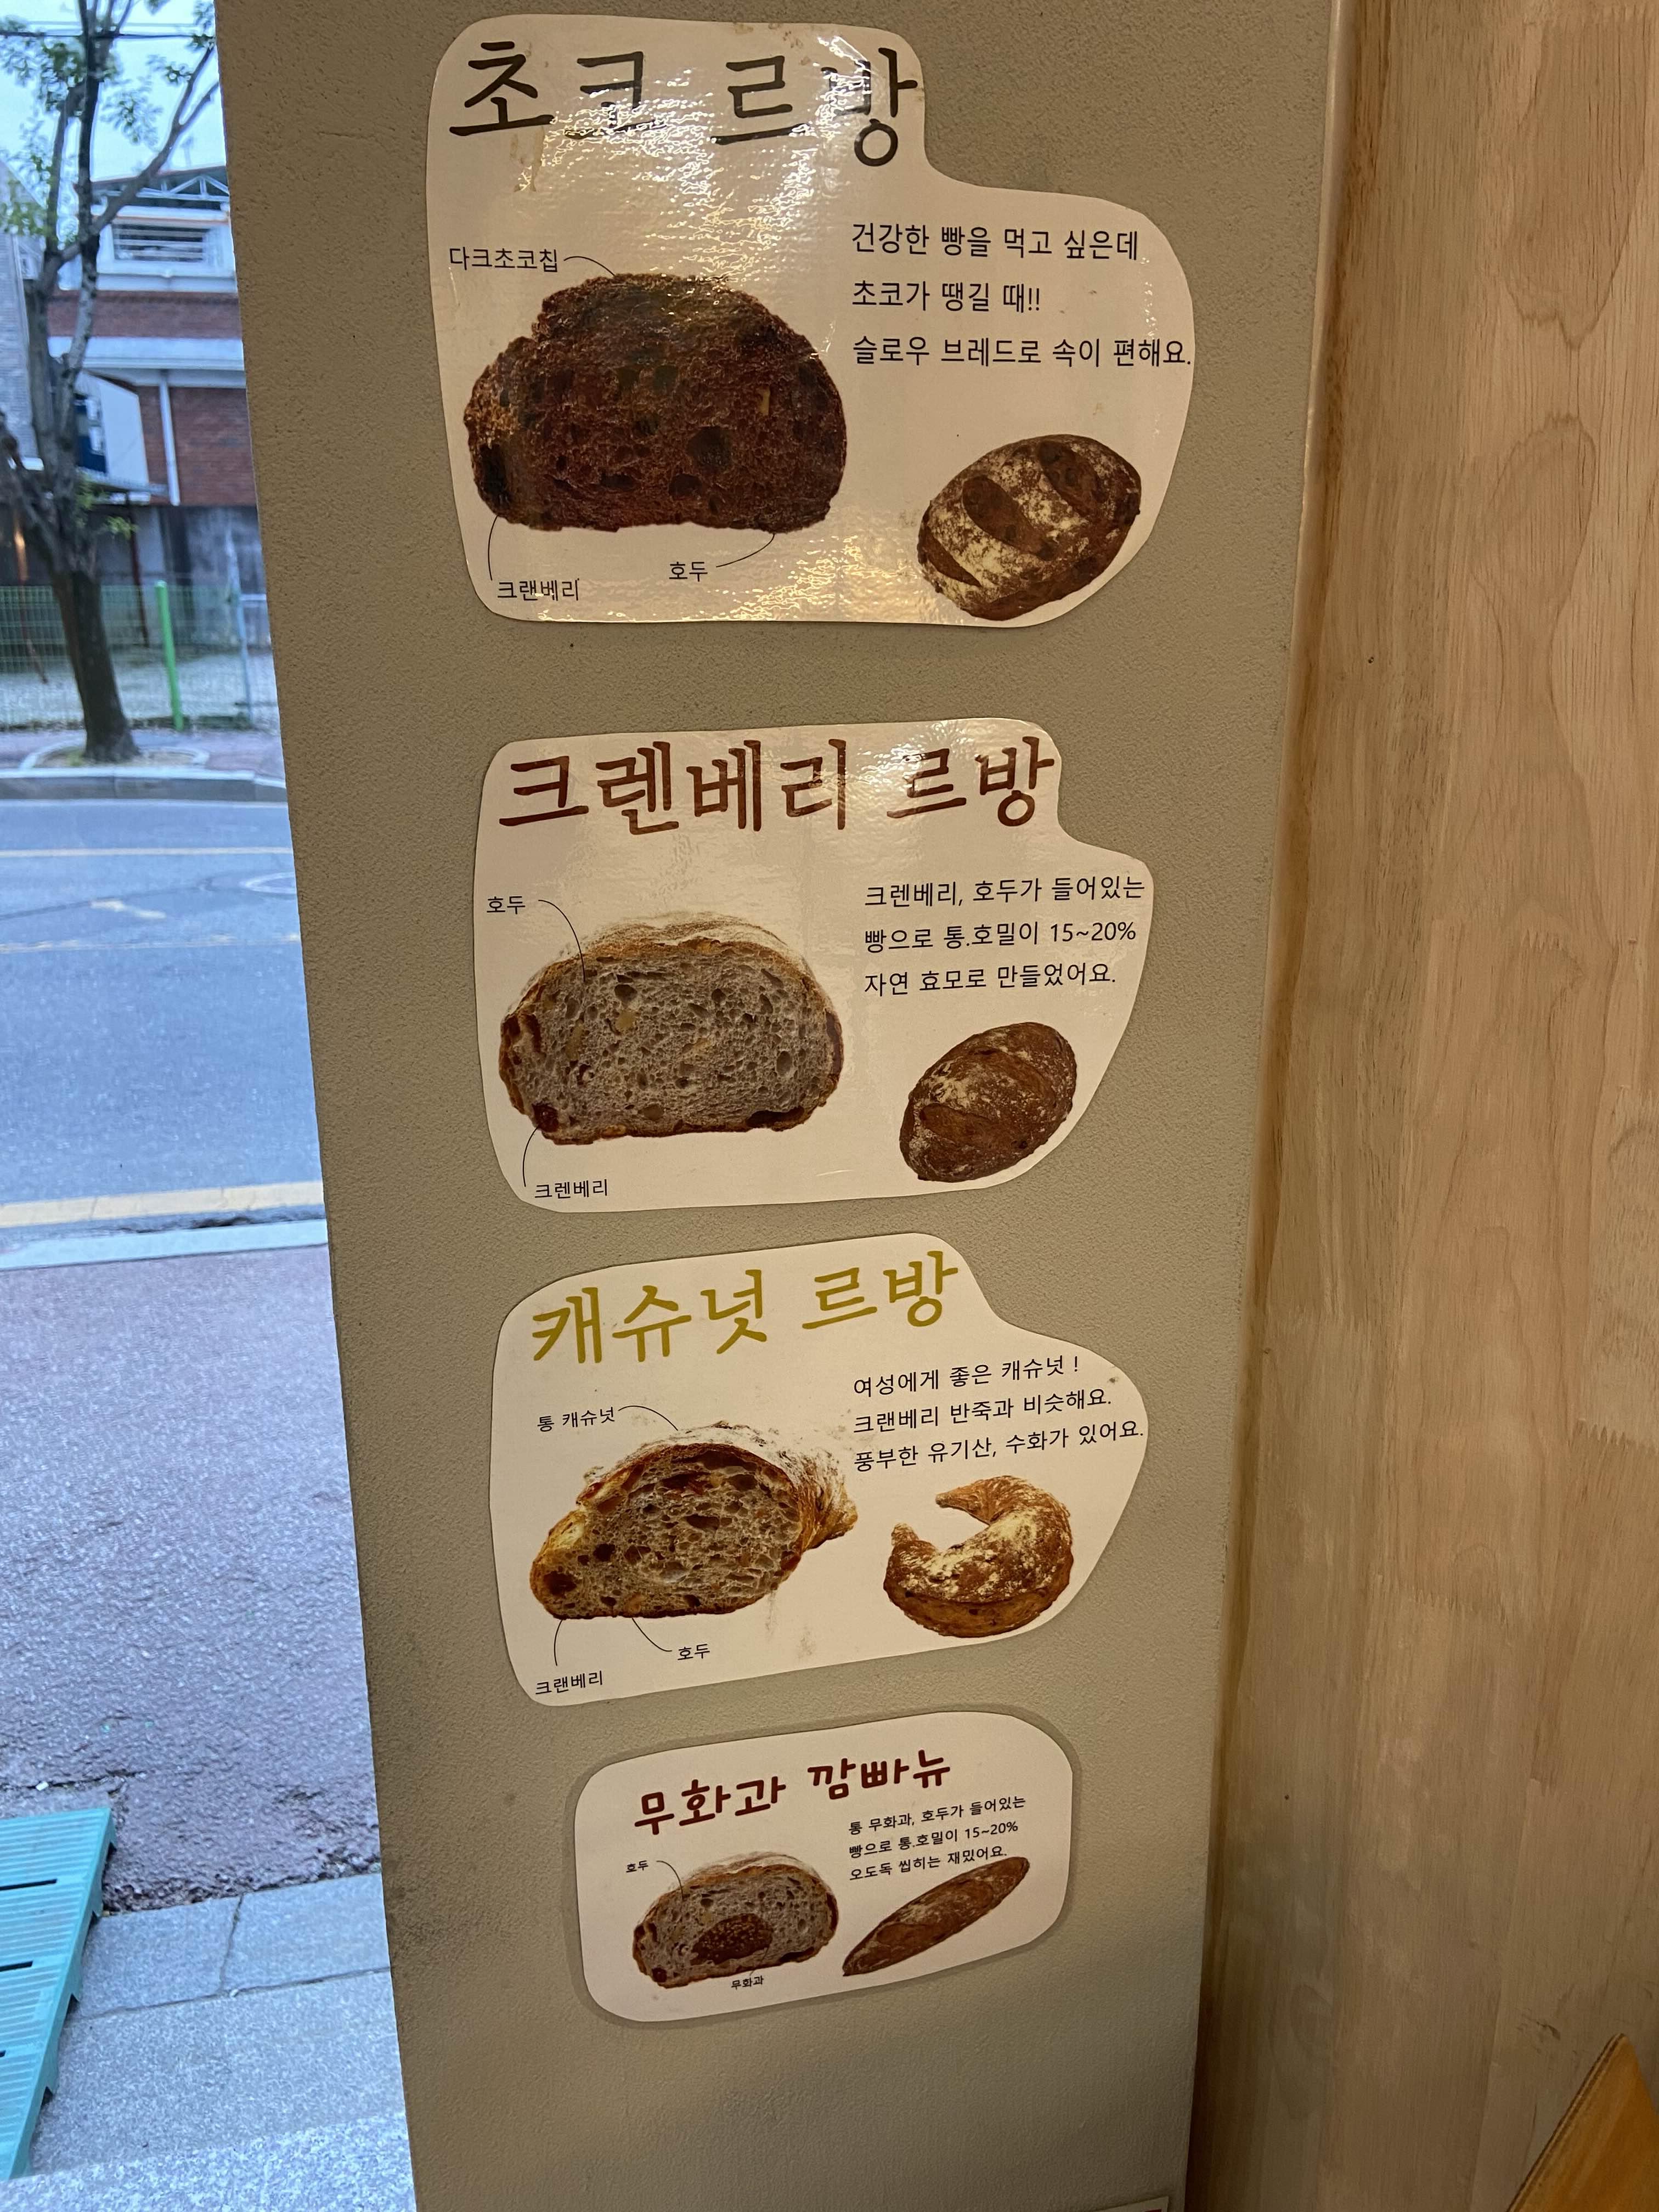 초코 르방
다크초코칩
건강한 빵을 먹고 싶은데
초코가 땡길 때!!
슬로우 브레드로 속이 편해요.
크랜베리
호두
크렌베리 르방
호두
크렌베리, 호두가 들어있는
빵으로 통.호밀이 15~20%
자연 효모로 만들었어요.
크렌베리
캐슈넛 르방
통 캐슈넛
여성에게 좋은 캐슈넛 !
크랜베리 반죽과 비슷해요.
풍부한 유기산, 수화가 있어요.
크랜베리
호두
무화과 깜빠뉴
호두
통 무화과, 호두가 들어있는
빵으로 통.호밀이 15~20%
오도독 씹히는 재밌어요.
무화과